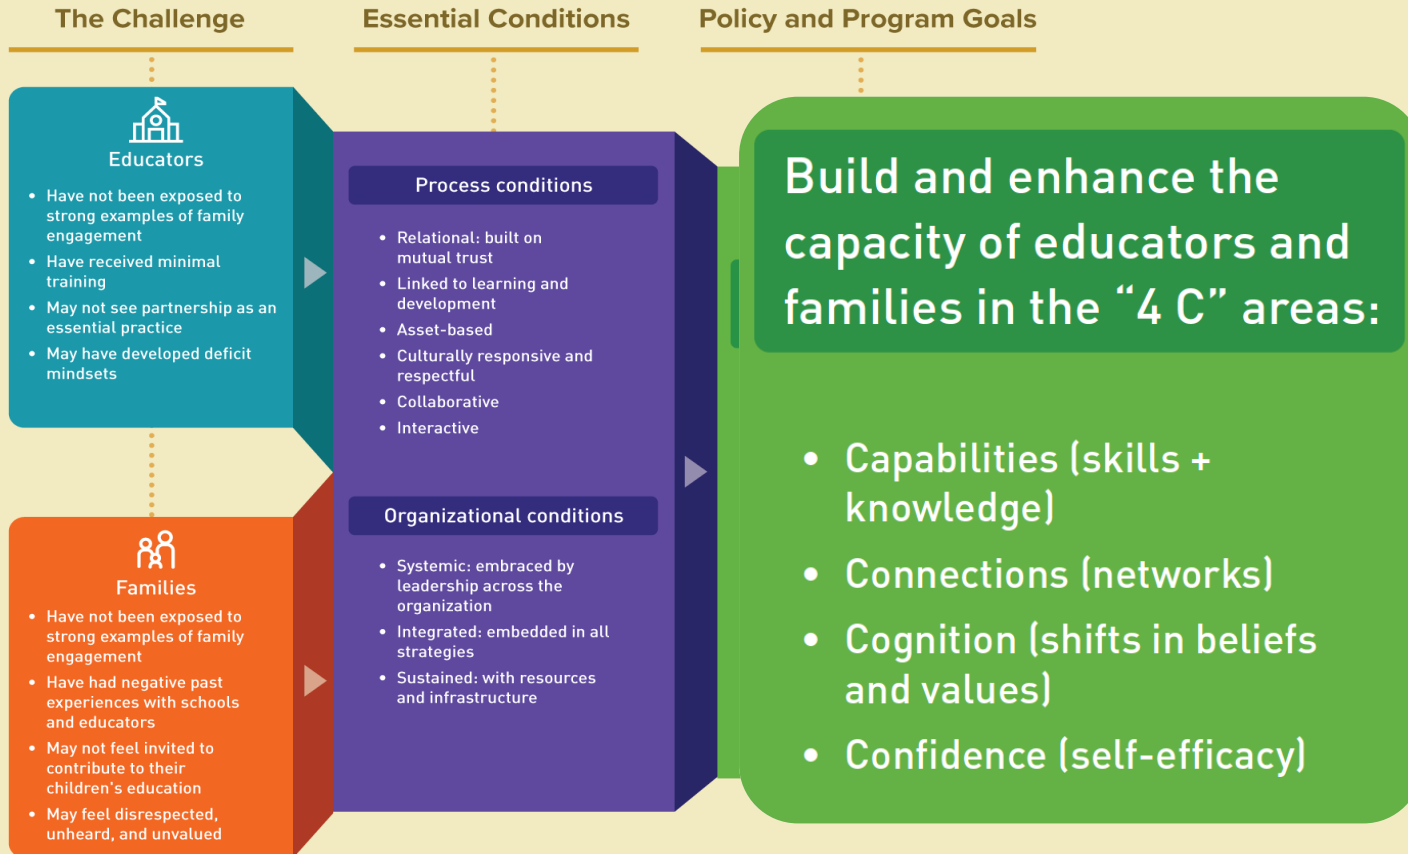 The Challenge
Educators
• Have not been exposed to
strong examples of family
engagement
• Have received minimal
training
• May not see partnership as an
essential practice
• May have developed deficit
mindsets
Families
• Have not been exposed to
strong examples of family
engagement
• Have had negative past
experiences with schools
and educators
• May not feel invited to
contribute to their
children's education
• May feel disrespected,
unheard, and unvalued
Essential Conditions
Process conditions
• Relational: built on
mutual trust
• Linked to learning and
development
• Asset-based
• Culturally responsive and
respectful
• Collaborative
• Interactive
Organizational conditions
• Systemic: embraced by
leadership across the
organization
• Integrated: embedded in all
strategies
• Sustained: with resources
and infrastructure
Policy and Program Goals
Build and enhance the
capacity of educators and
families in the “4 C” areas:
• Capabilities (skills +
knowledge)
• Connections (networks)
• Cognition (shifts in beliefs
and values)
• Confidence (self-efficacy)